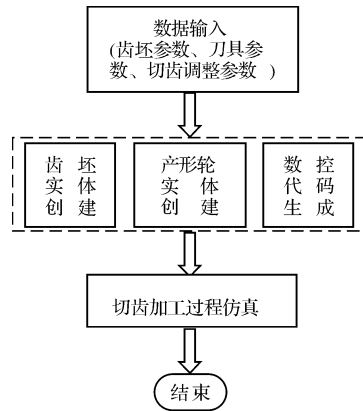 数据输入
(齿坯参数、刀具参
数、切齿调整参数 )
齿 坯
实 体
创 建
产形轮
实 体
创 建
数 控
代 码
生 成
切齿加工过程仿真
结 束